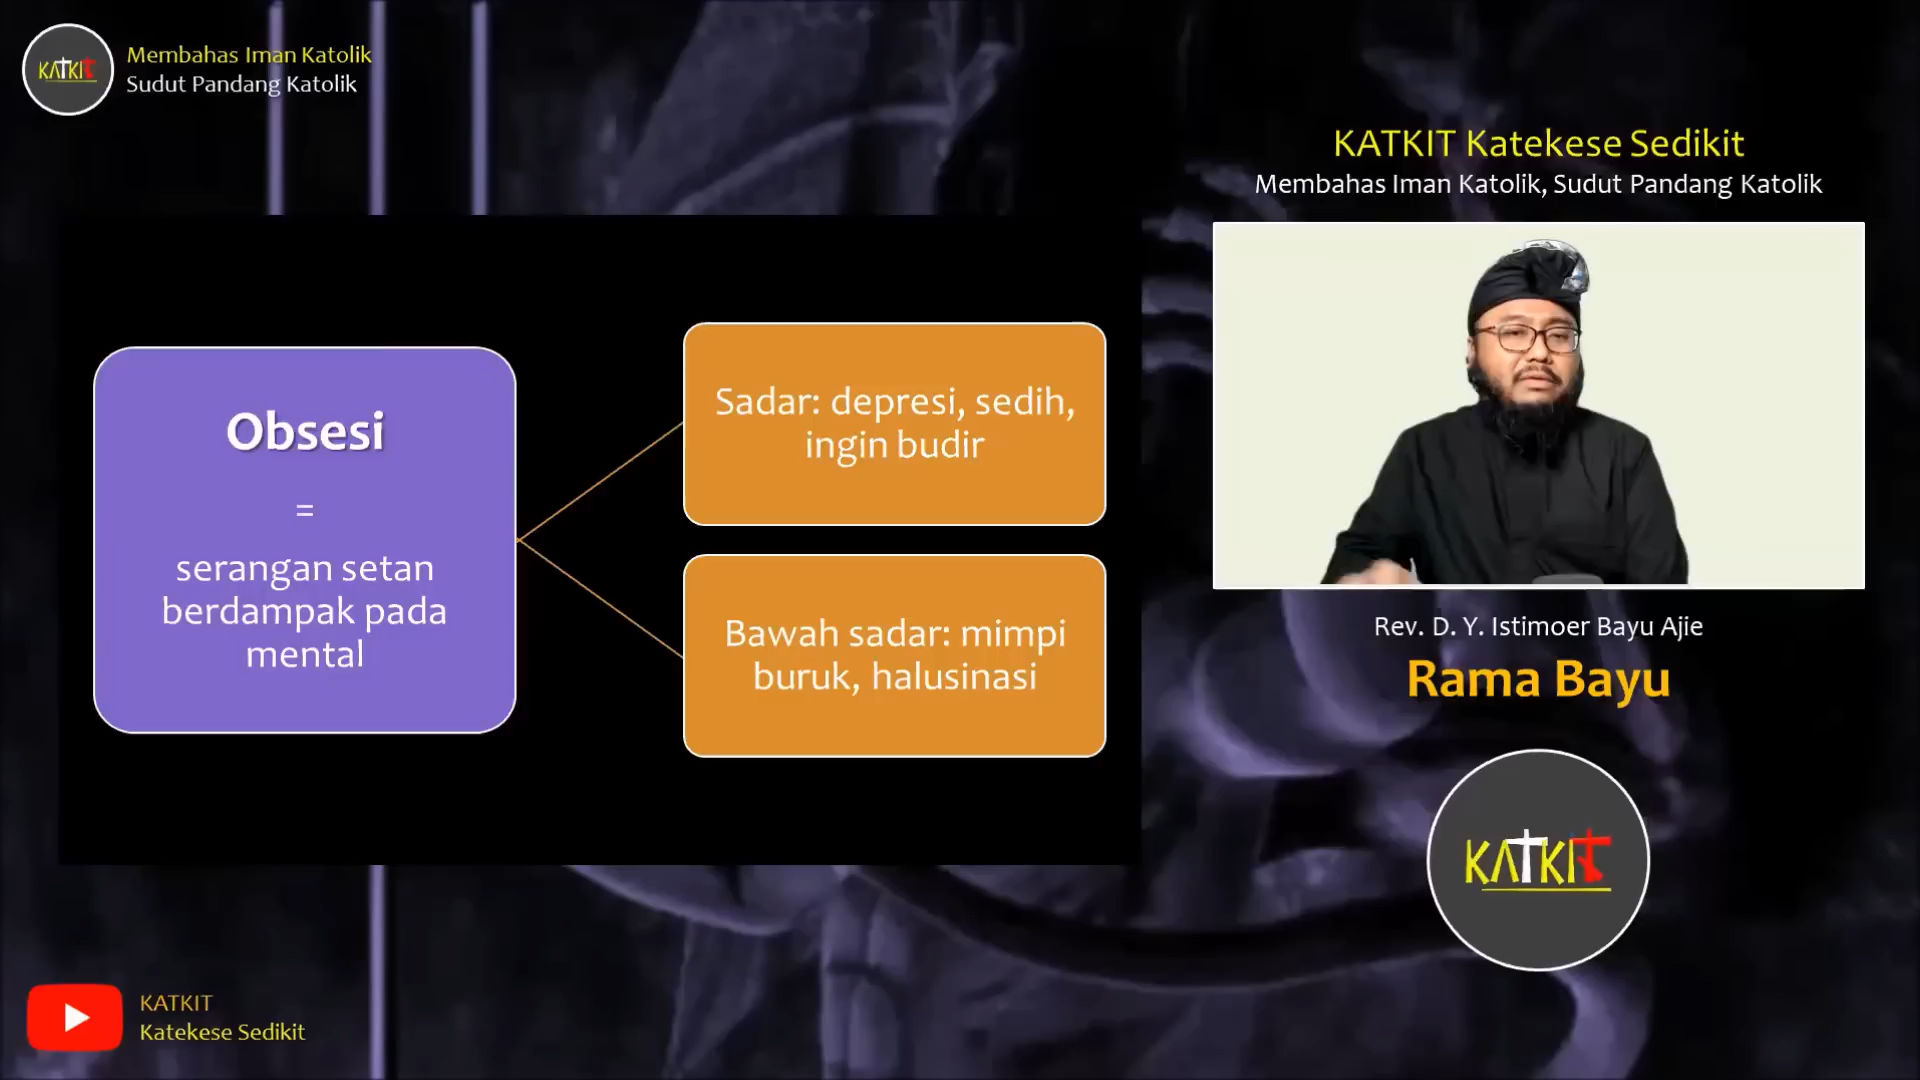 KATKIT
Membahas Iman Katolik
Sudut Pandang Katolik
Obsesi
=
serangan setan
berdampak pada
mental
Sadar: depresi, sedih,
ingin budir
Bawah sadar: mimpi
buruk, halusinasi
KATKIT Katekese Sedikit
Membahas Iman Katolik, Sudut Pandang Katolik
Rev. D. Y. Istimoer Bayu Ajie
Rama Bayu
KATKIT
KATKIT
Katekese Sedikit